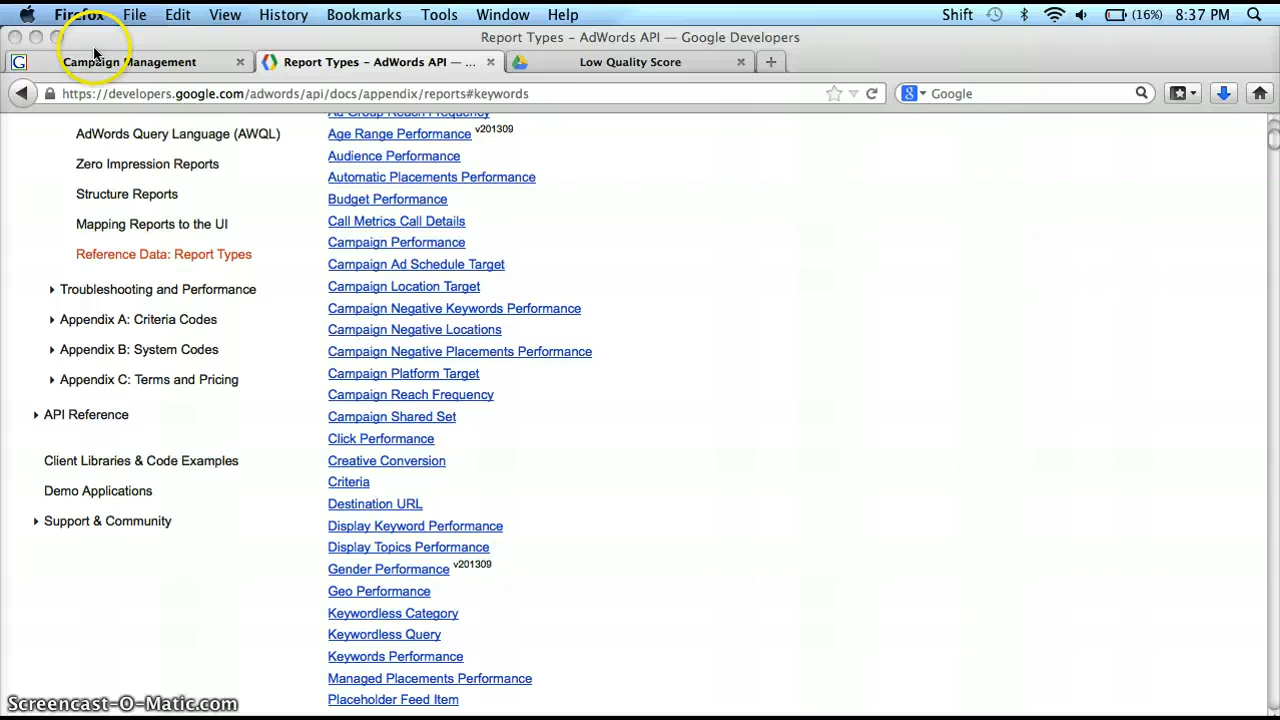 Firefox File Edit View History Bookmarks Tools Window Help Shift (16%) 8:37 PM
Report Types - AdWords API — Google Developers
Campaign Management Report Types - AdWords API — ... Low Quality Score
https://developers.google.com/adwords/api/docs/appendix/reports#keywords Google
Ad Group Reach Frequency
AdWords Query Language (AWQL)
Age Range Performance v201309
Audience Performance
Zero Impression Reports
Automatic Placements Performance
Structure Reports
Budget Performance
Mapping Reports to the UI
Call Metrics Call Details
Campaign Performance
Reference Data: Report Types
Campaign Ad Schedule Target
Troubleshooting and Performance
Campaign Location Target
Campaign Negative Keywords Performance
Appendix A: Criteria Codes
Campaign Negative Locations
Appendix B: System Codes
Campaign Negative Placements Performance
Campaign Platform Target
Appendix C: Terms and Pricing
Campaign Reach Frequency
API Reference
Campaign Shared Set
Click Performance
Client Libraries & Code Examples
Creative Conversion
Criteria
Demo Applications
Destination URL
Support & Community
Display Keyword Performance
Display Topics Performance
Gender Performance v201309
Geo Performance
Keywordless Category
Keywordless Query
Keywords Performance
Managed Placements Performance
Placeholder Feed Item
Screencast-O-Matic.com